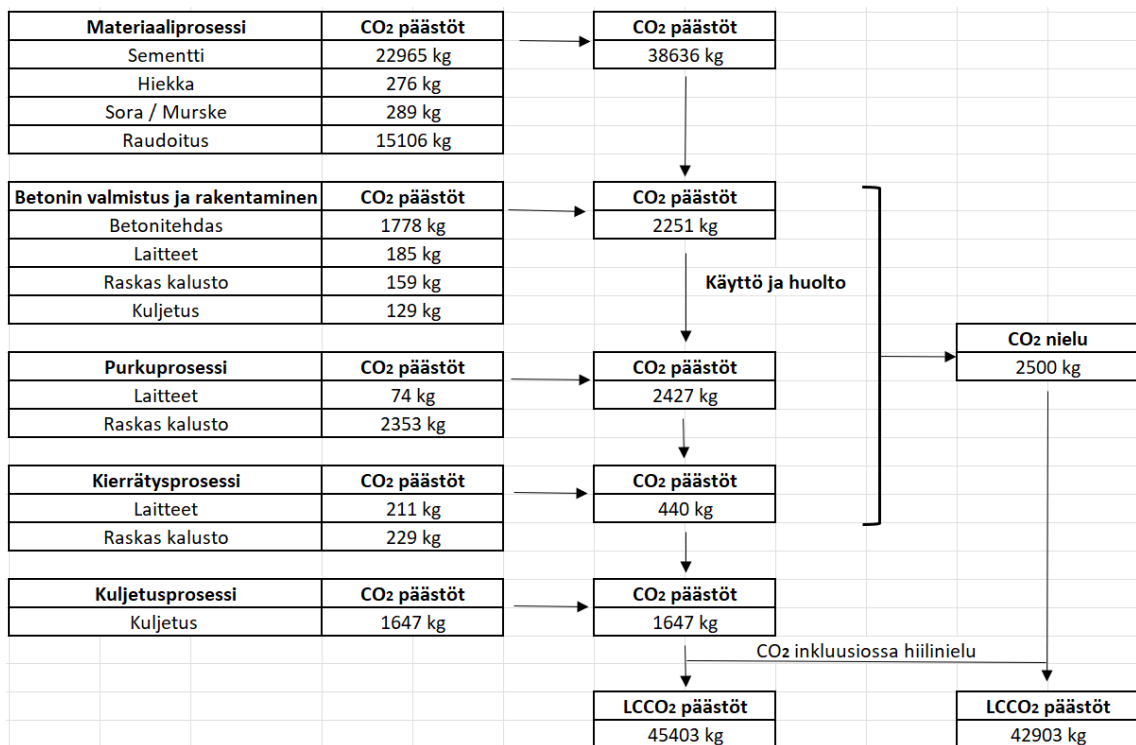 Materiaaliprosessi CO₂ päästöt CO₂ päästöt
Sementti 22965 kg 38636 kg
Hiekka 276 kg
Sora / Murske 289 kg
Raudoitus 15106 kg
Betonin valmistus ja rakentaminen CO₂ päästöt CO₂ päästöt
Betonitehdas 1778 kg 2251 kg
Laitteet 185 kg
Raskas kalusto 159 kg Käyttö ja huolto
Kuljetus 129 kg
CO₂ nielu
Purkuprosessi CO₂ päästöt CO₂ päästöt 2500 kg
Laitteet 74 kg 2427 kg
Raskas kalusto 2353 kg
Kierrätysprosessi CO₂ päästöt CO₂ päästöt
Laitteet 211 kg 440 kg
Raskas kalusto 229 kg
Kuljetusprosessi CO₂ päästöt CO₂ päästöt
Kuljetus 1647 kg 1647 kg
CO₂ inkluusiossa hiilinielu
LCCO₂ päästöt LCCO₂ päästöt
45403 kg 42903 kg